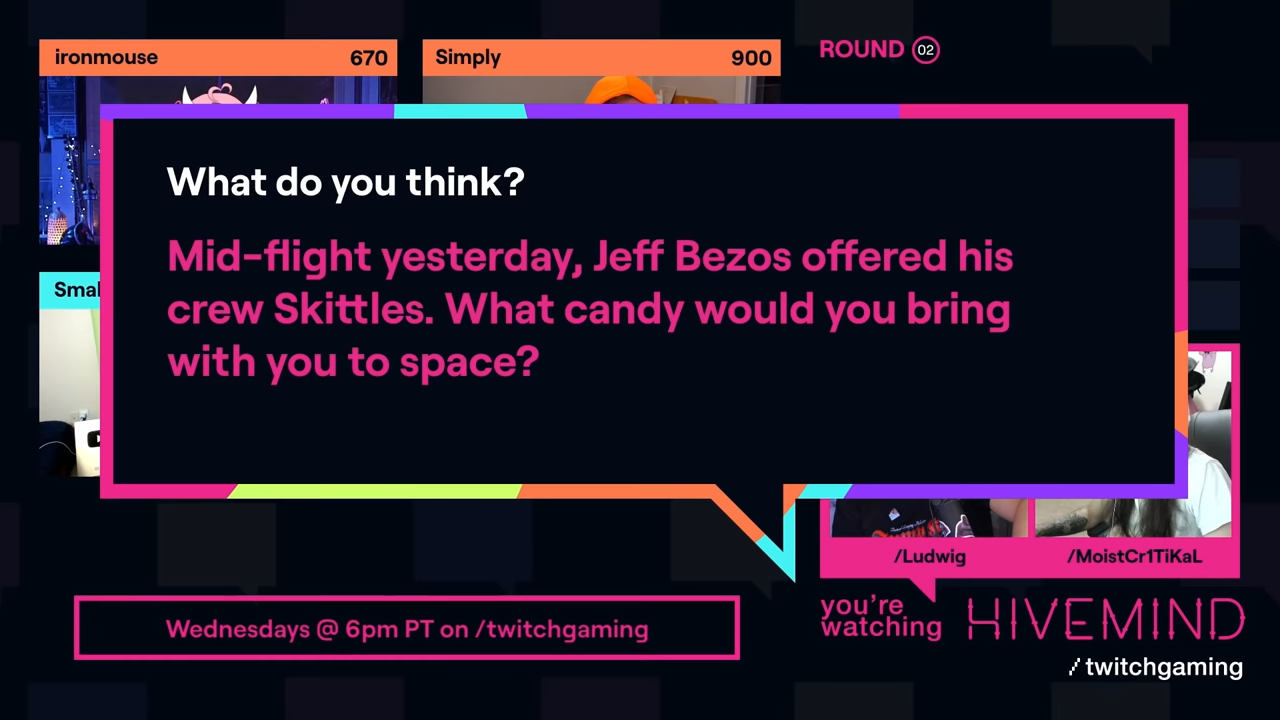 ironmouse 670
Simply 900
ROUND 02
What do you think?
Mid-flight yesterday, Jeff Bezos offered his
crew Skittles. What candy would you bring
with you to space?
Smal
/Ludwig
/MoistCr1TiKaL
Wednesdays @ 6pm PT on /twitchgaming
you're
watching
HIVEMIND
/twitchgaming